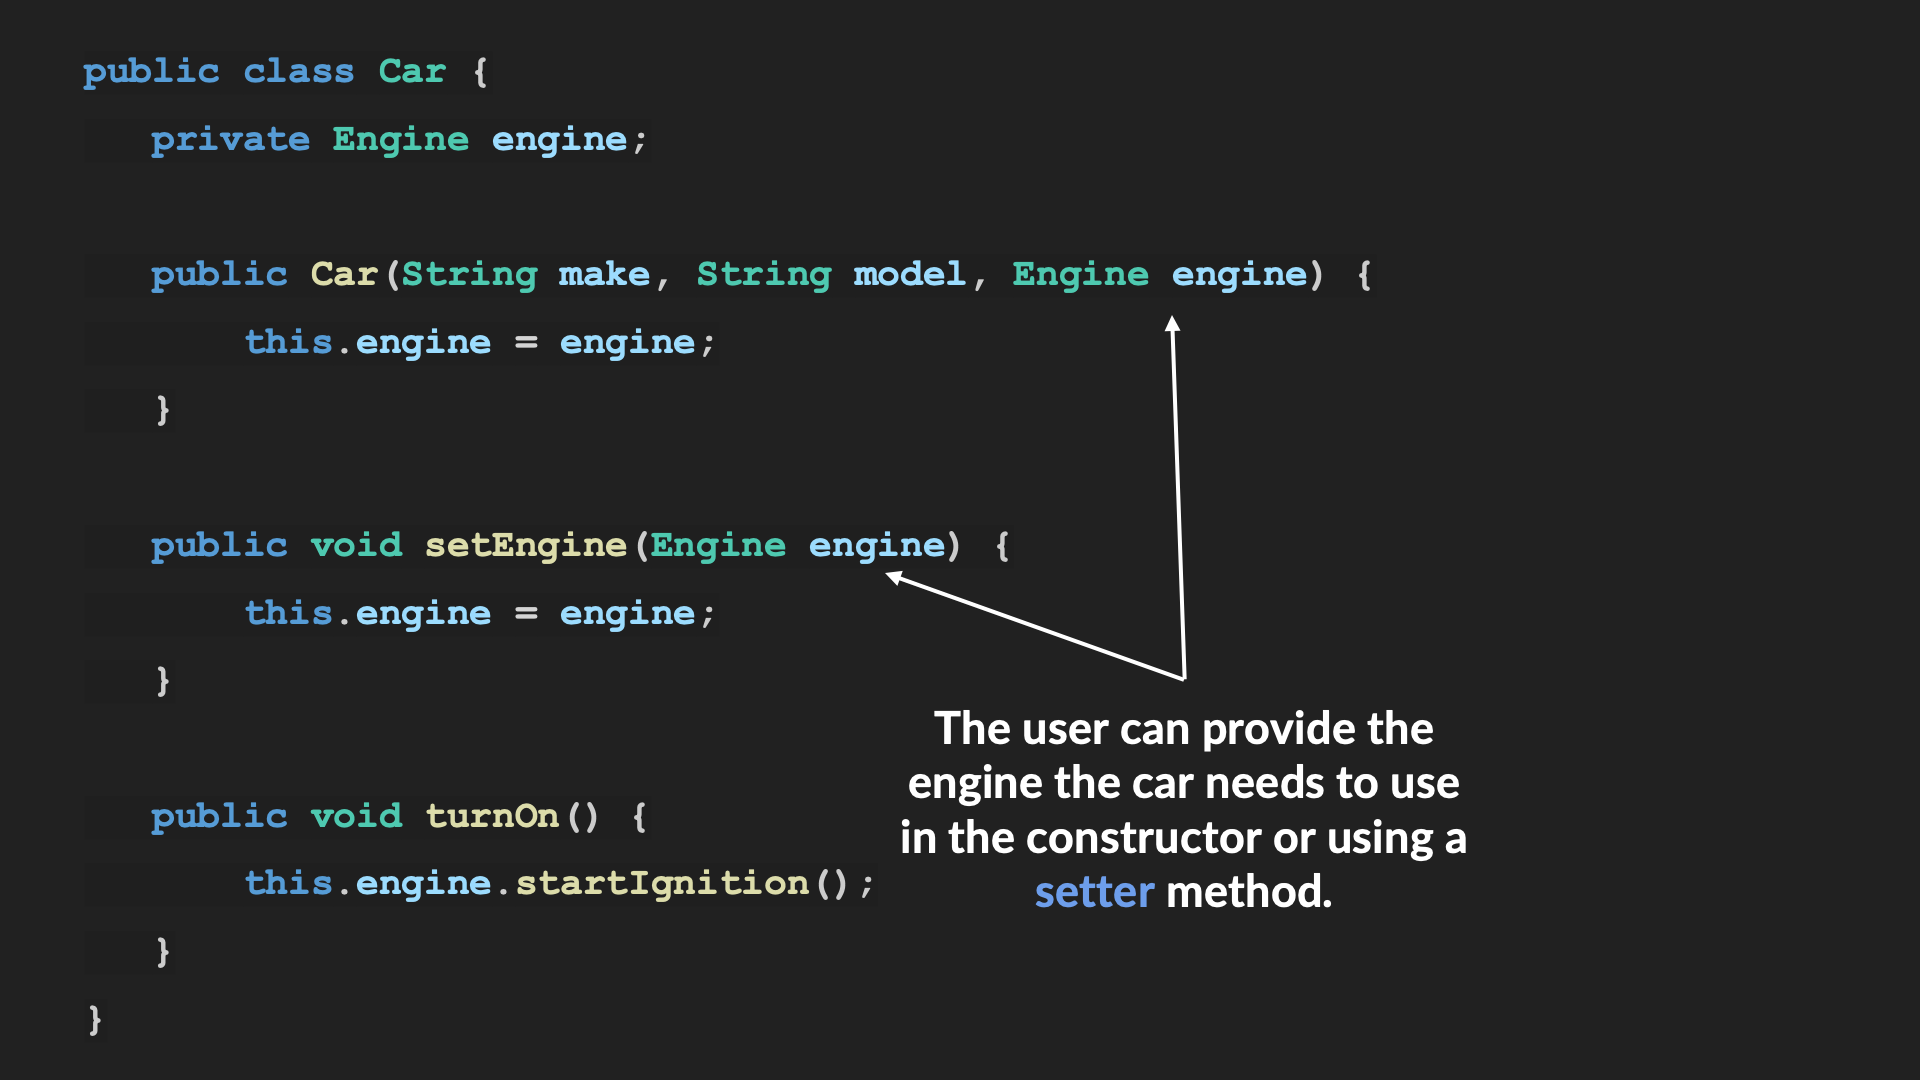 public class Car {
private Engine engine;
public Car(String make, String model, Engine engine) {
this.engine = engine;
}
public void setEngine(Engine engine) {
this.engine = engine;
}
public void turnOn() {
this.engine.startIgnition();
}
}
The user can provide the
engine the car needs to use
in the constructor or using a
setter method.